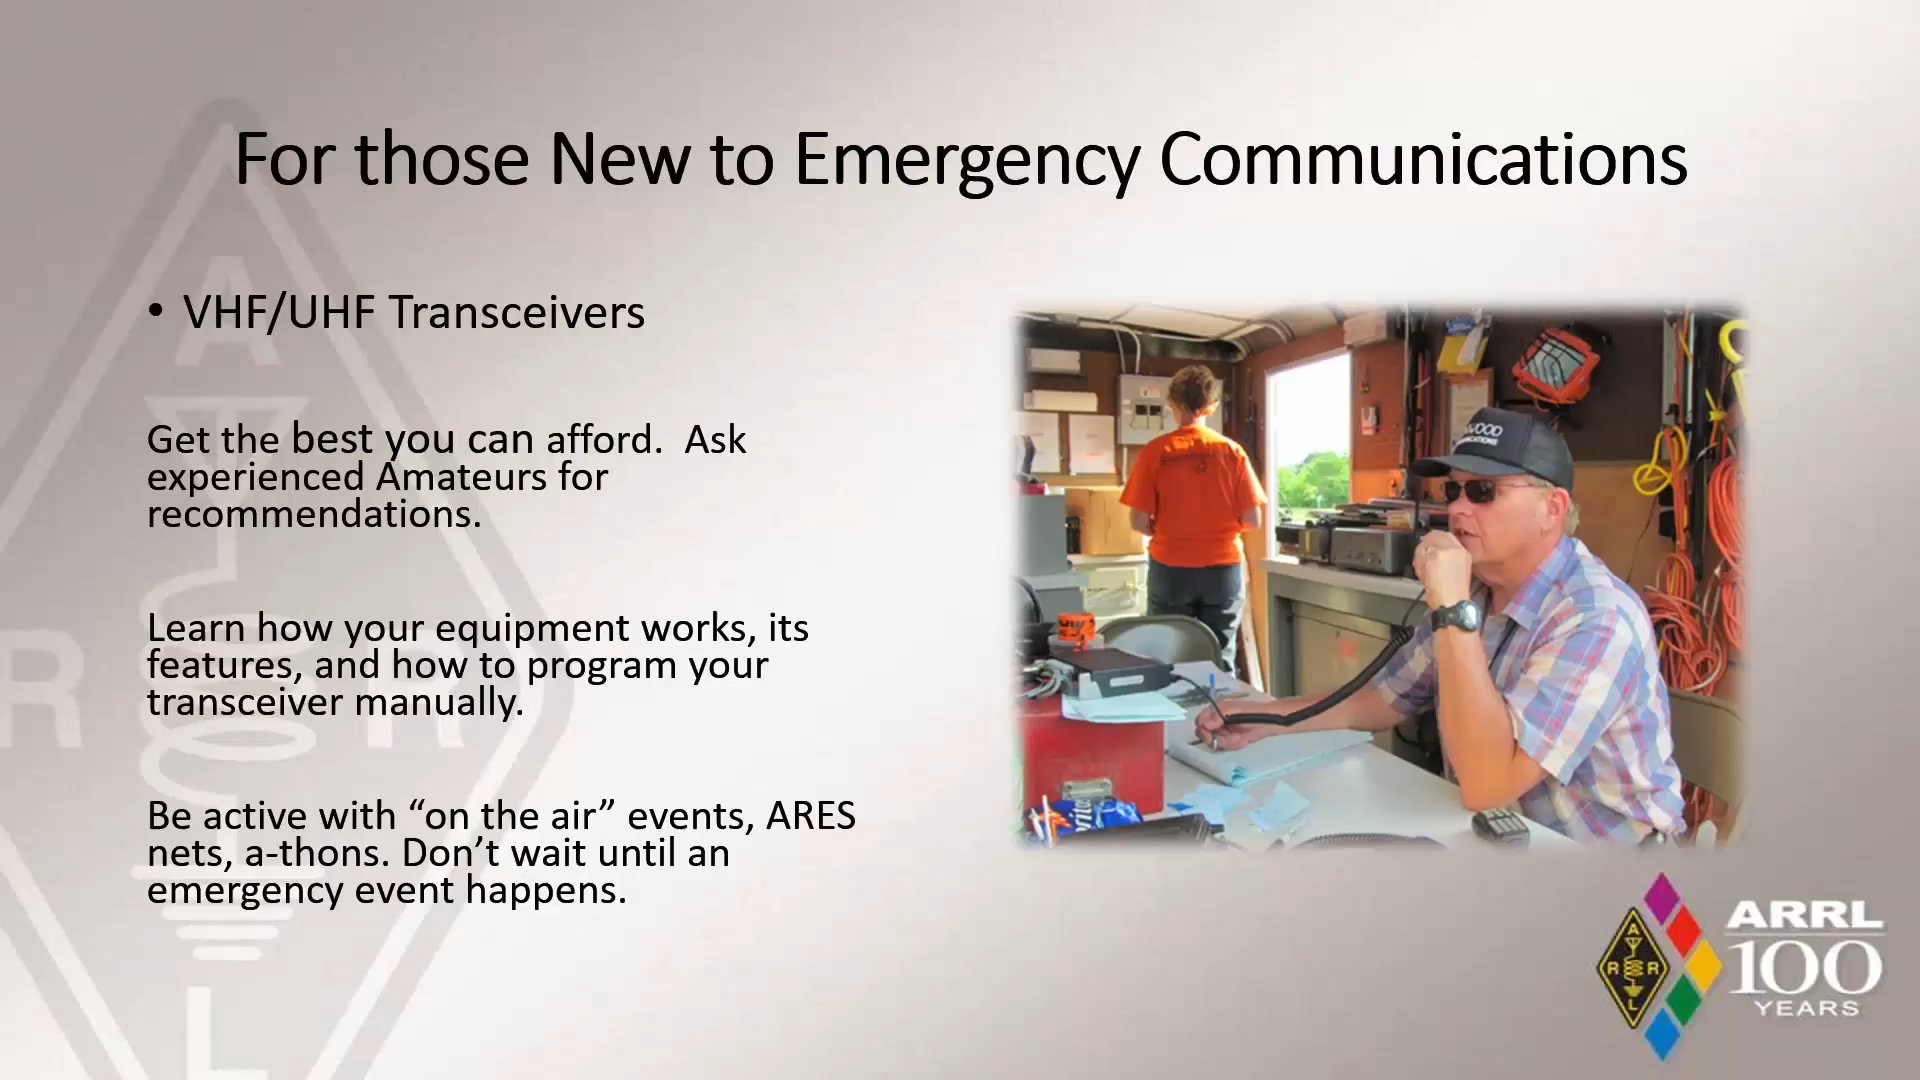 For those New to Emergency Communications
• VHF/UHF Transceivers
Get the best you can afford.  Ask
experienced Amateurs for
recommendations.
Learn how your equipment works, its
features, and how to program your
transceiver manually.
Be active with “on the air” events, ARES
nets, a-thons. Don’t wait until an
emergency event happens.
A
R R
L
ARRL
100
YEARS
A
R R
L